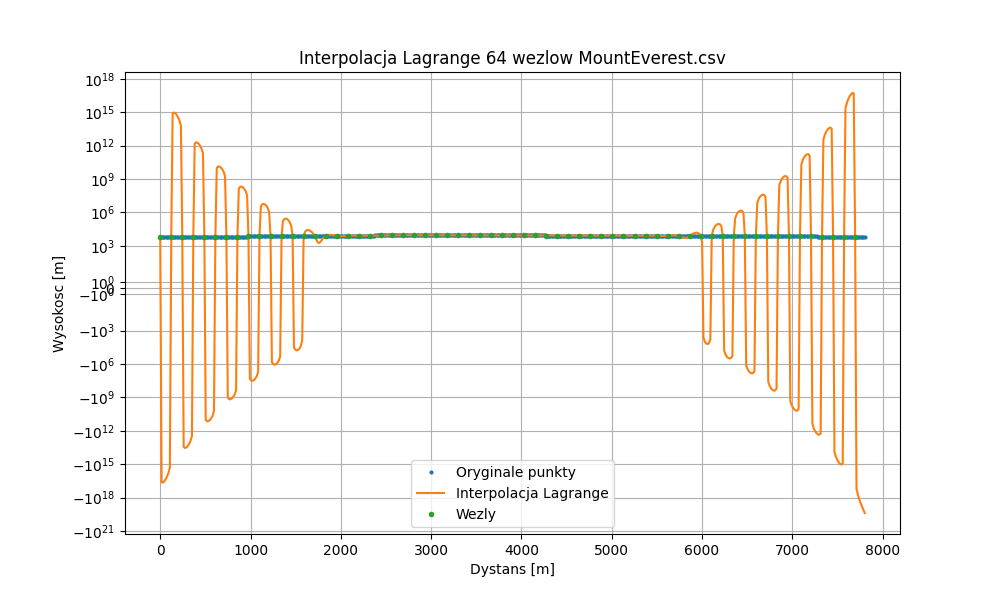 Interpolacja Lagrange 64 wezlow MountEverest.csv
Wysokosc [m]
10^18
10^15
10^12
10^9
10^6
10^3
10^0
0
−10^0
−10^3
−10^6
−10^9
−10^12
−10^15
−10^18
−10^21
Oryginale punkty
Interpolacja Lagrange
Wezly
0 1000 2000 3000 4000 5000 6000 7000 8000
Dystans [m]